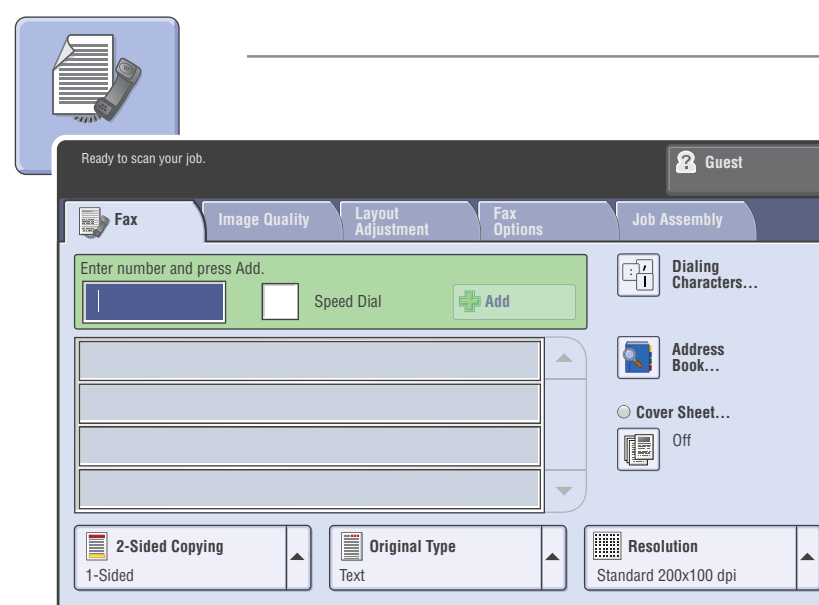 Ready to scan your job.
Guest
Fax
Image Quality
Layout
Adjustment
Fax
Options
Job Assembly
Enter number and press Add.
Speed Dial
Add
Dialing
Characters...
Address
Book...
Cover Sheet...
Off
2-Sided Copying
1-Sided
Original Type
Text
Resolution
Standard 200x100 dpi